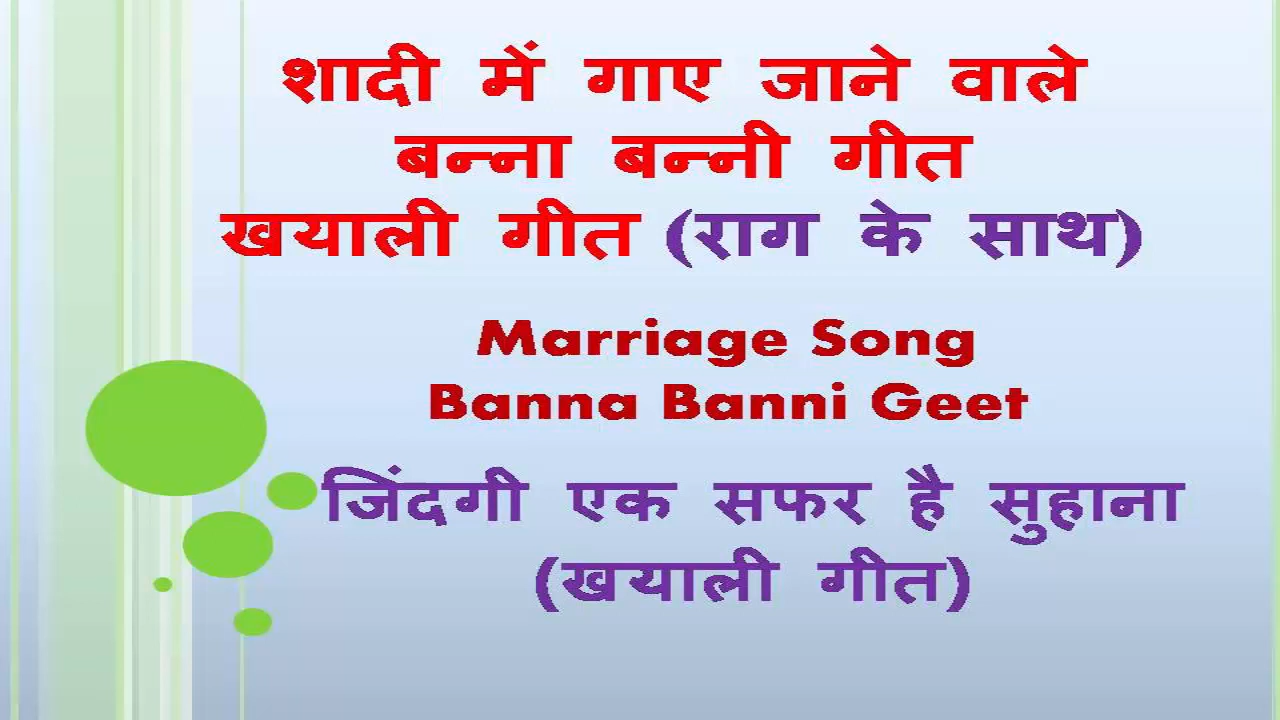 शादी में गाए जाने वाले
बन्ना बन्नी गीत
खयाली गीत (राग के साथ)
Marriage Song
Banna Banni Geet
जिंदगी एक सफर है सुहाना
(खयाली गीत)